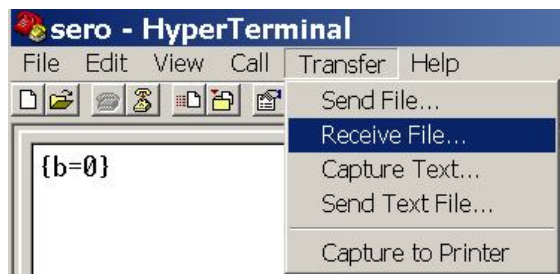 sero - HyperTerminal
File Edit View Call Transfer Help
Send File...
Receive File...
{b=0}
Capture Text...
Send Text File...
Capture to Printer